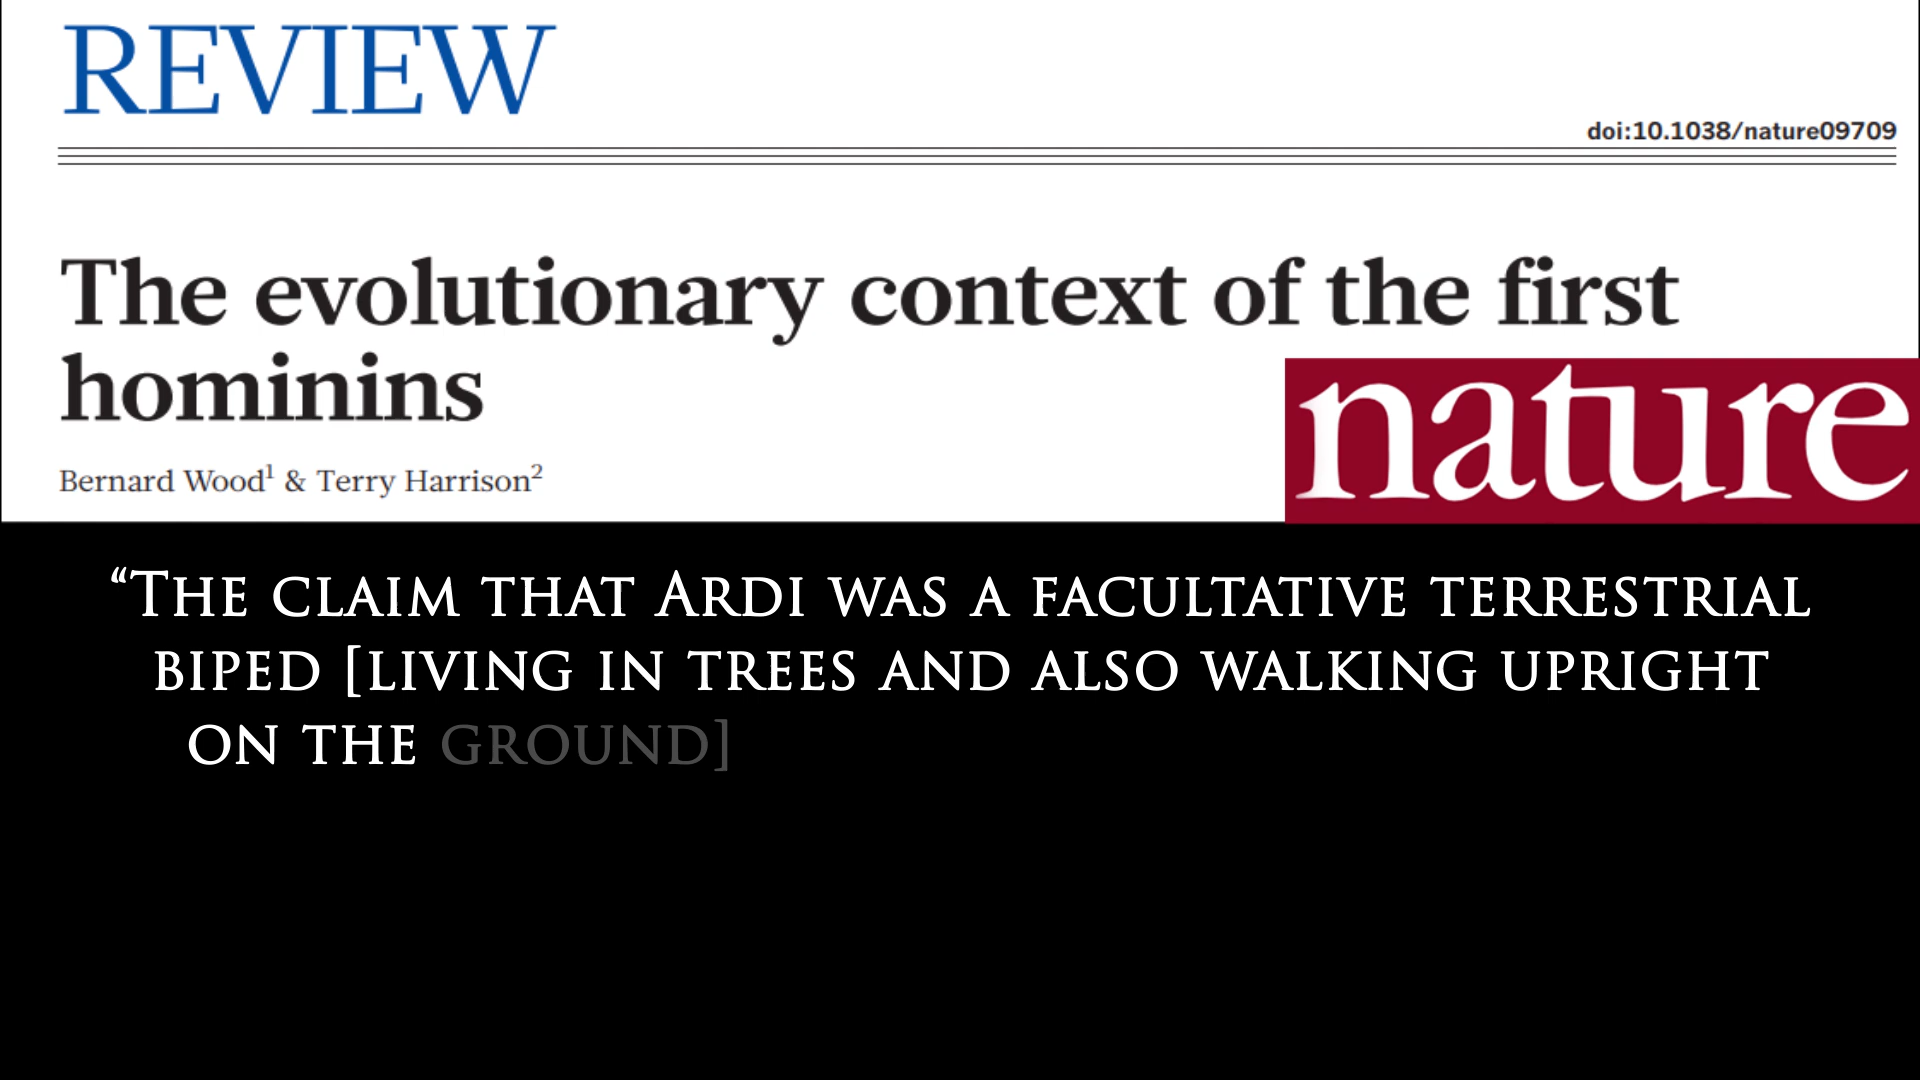 REVIEW
doi:10.1038/nature09709
The evolutionary context of the first
hominins
nature
Bernard Wood¹ & Terry Harrison²
“The claim that Ardi was a facultative terrestrial
biped [living in trees and also walking upright
on the ground]